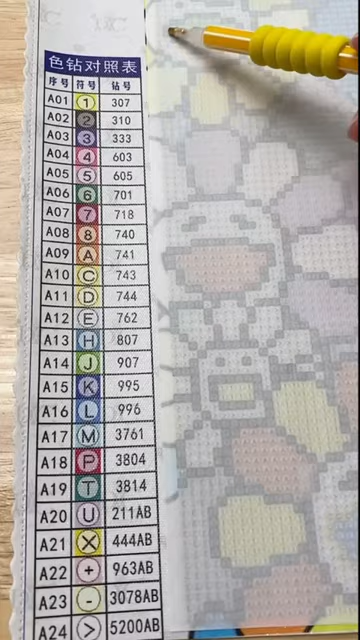 色钻对照表
序号 符号 钻号
A01 1 307
A02 2 310
A03 3 333
A04 4 603
A05 5 605
A06 6 701
A07 7 718
A08 8 740
A09 A 741
A10 C 743
A11 D 744
A12 E 762
A13 H 807
A14 J 907
A15 K 995
A16 L 996
A17 M 3761
A18 P 3804
A19 T 3814
A20 U 211AB
A21 X 444AB
A22 + 963AB
A23 - 3078AB
A24 > 5200AB